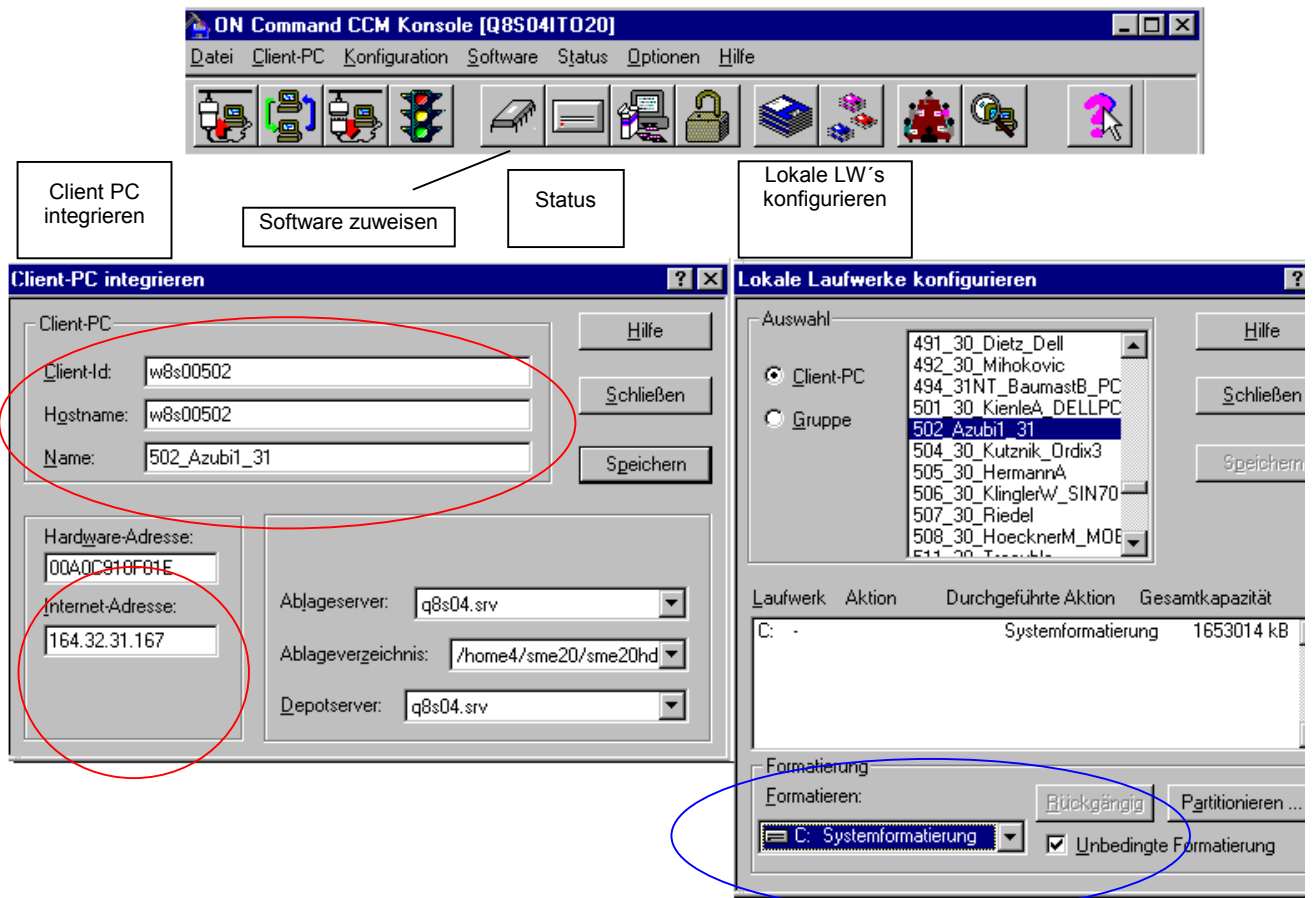 ON Command CCM Konsole [Q8S04ITO20]
Datei Client-PC Konfiguration Software Status Optionen Hilfe
Client PC
integrieren
Software zuweisen
Status
Lokale LW´s
konfigurieren
Client-PC integrieren
Client-PC
Client-Id: w8s00502
Hostname: w8s00502
Name: 502_Azubi1_31
Hilfe
Schließen
Speichern
Hardware-Adresse:
00A0C910F01E
Internet-Adresse:
164.32.31.167
Ablageserver: q8s04.srv
Ablageverzeichnis: /home4/sme20/sme20hd
Depotserver: q8s04.srv
Lokale Laufwerke konfigurieren
Auswahl
Client-PC
Gruppe
491_30_Dietz_Dell
492_30_Mihokovic
494_31NT_BaumastB_PC
501_30_KienleA_DELLPC
502_Azubi1_31
504_30_Kutznik_Ordix3
505_30_HermannA
506_30_KlinglerW_SIN70
507_30_Riedel
508_30_HoecknerM_MOB
Hilfe
Schließen
Speichern
Laufwerk Aktion Durchgeführte Aktion Gesamtkapazität
C: - Systemformatierung 1653014 kB
Formatierung
Formatieren:
C: Systemformatierung
Rückgängig
Partitionieren ...
Unbedingte Formatierung